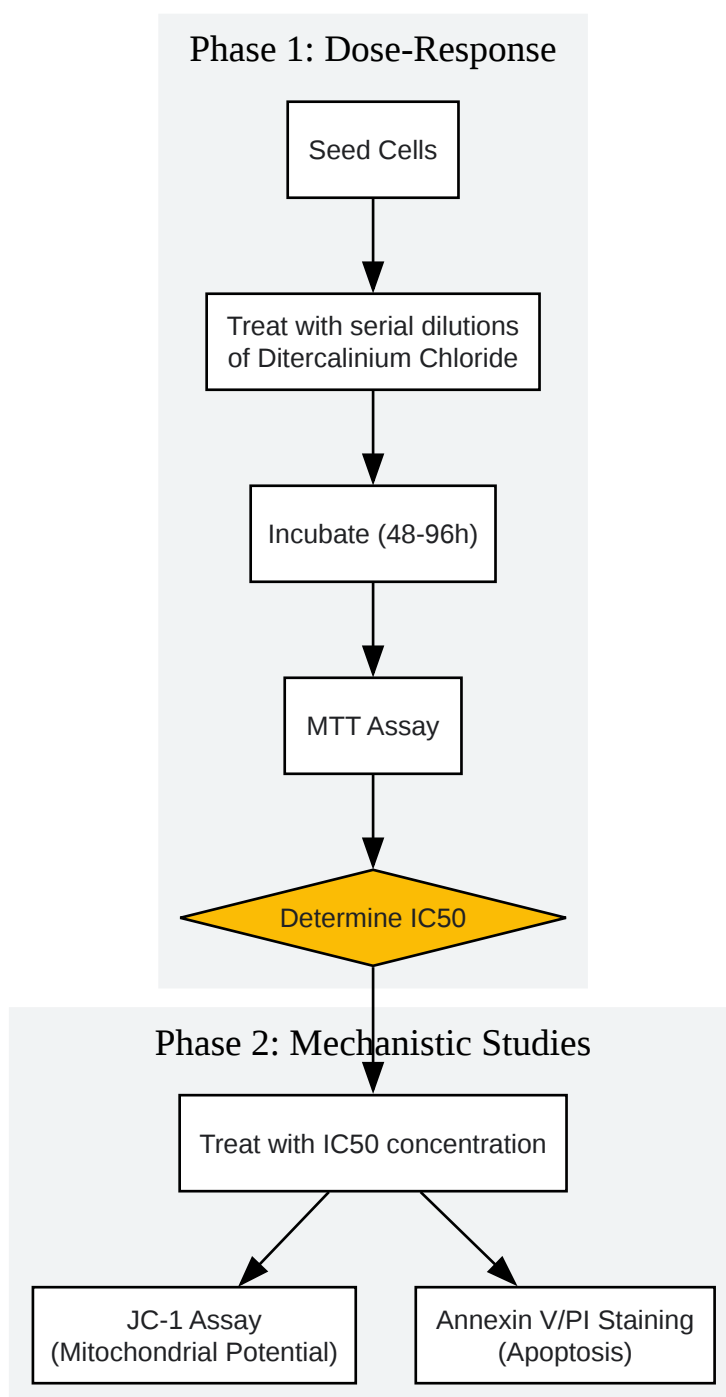 Phase 1: Dose-Response
Seed Cells
Treat with serial dilutions
of Ditercalinium Chloride
Incubate (48-96h)
MTT Assay
Determine IC50
Phase 2: Mechanistic Studies
Treat with IC50 concentration
JC-1 Assay
(Mitochondrial Potential)
Annexin V/PI Staining
(Apoptosis)